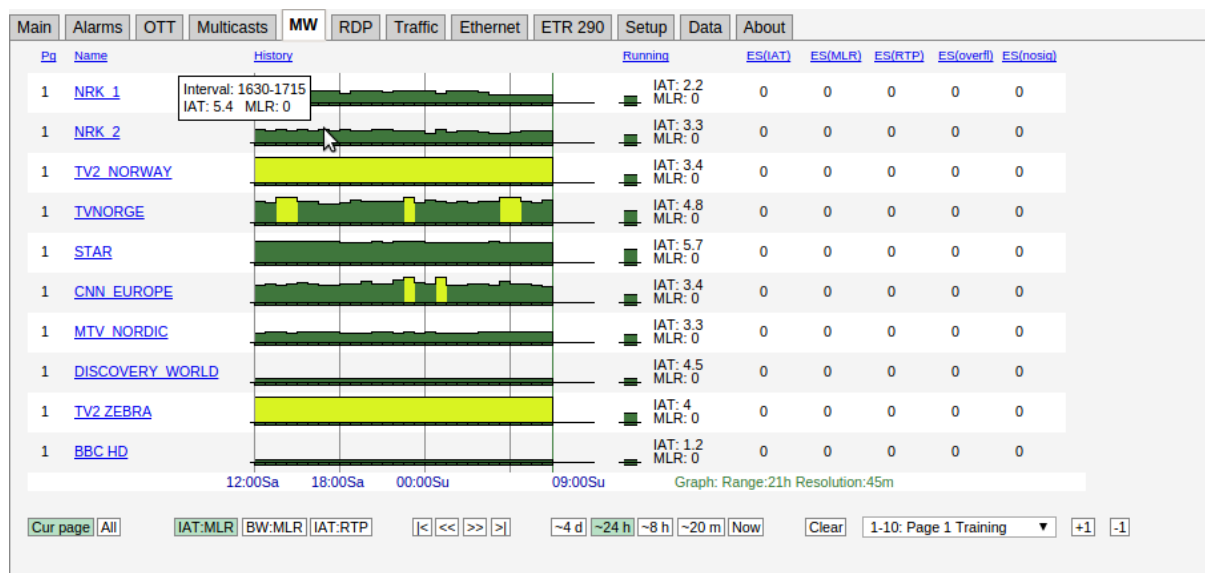 Main Alarms OTT Multicasts MW RDP Traffic Ethernet ETR 290 Setup Data About
Pg Name History Running ES(IAT) ES(MLR) ES(RTP) ES(overfl) ES(nosig)
Interval: 1630-1715
IAT: 5.4 MLR: 0
1 NRK_1 IAT: 2.2 0 0 0 0 0
MLR: 0
1 NRK_2 IAT: 3.3 0 0 0 0 0
MLR: 0
1 TV2_NORWAY IAT: 3.4 0 0 0 0 0
MLR: 0
1 TVNORGE IAT: 4.8 0 0 0 0 0
MLR: 0
1 STAR IAT: 5.7 0 0 0 0 0
MLR: 0
1 CNN_EUROPE IAT: 3.4 0 0 0 0 0
MLR: 0
1 MTV_NORDIC IAT: 3.3 0 0 0 0 0
MLR: 0
1 DISCOVERY_WORLD IAT: 4.5 0 0 0 0 0
MLR: 0
1 TV2 ZEBRA IAT: 4 0 0 0 0 0
MLR: 0
1 BBC HD IAT: 1.2 0 0 0 0 0
MLR: 0
12:00Sa 18:00Sa 00:00Su 09:00Su Graph: Range:21h Resolution:45m
Cur page All IAT:MLR BW:MLR IAT:RTP |< << >> >| ~4 d ~24 h ~8 h ~20 m Now Clear 1-10: Page 1 Training +1 -1